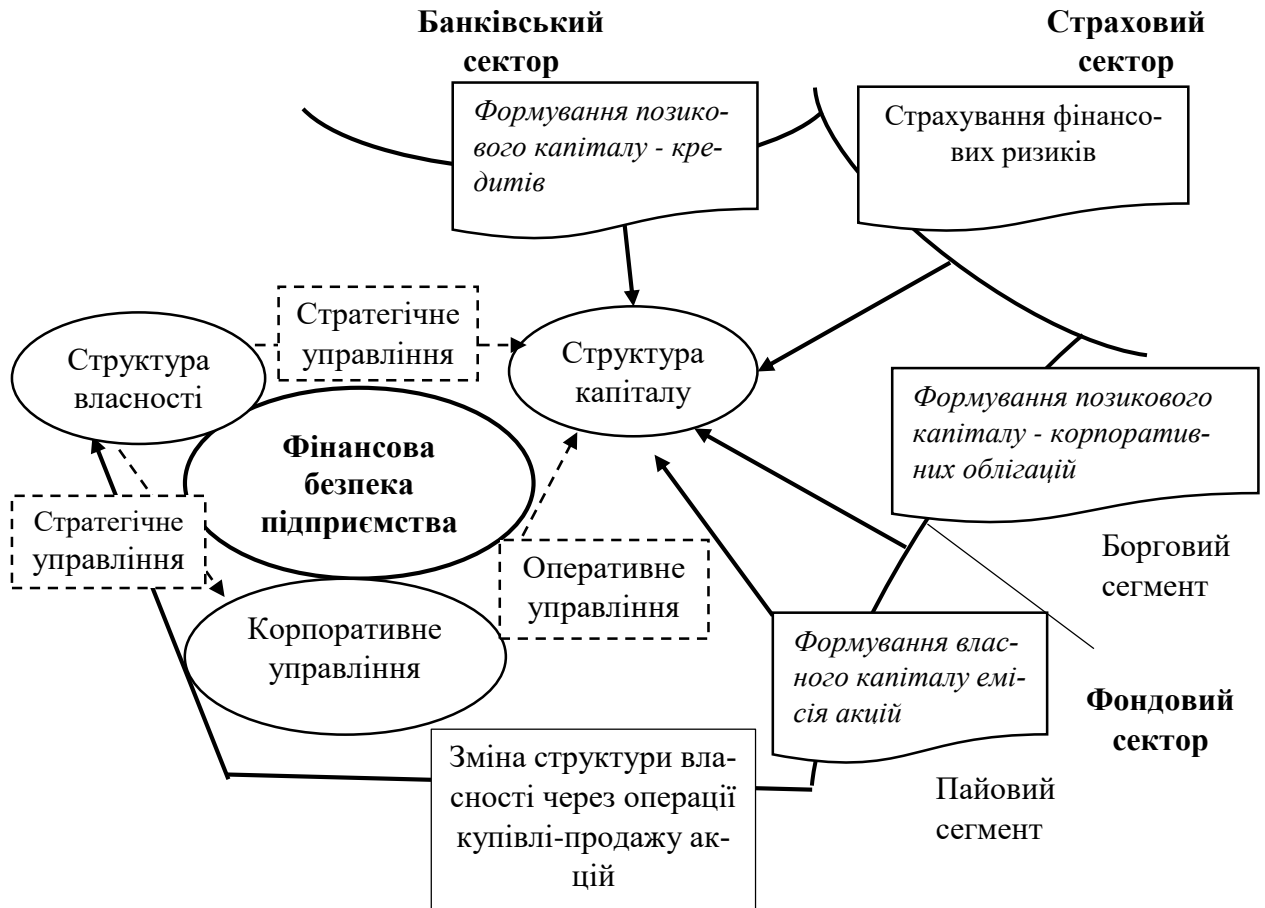 Банківський
сектор
Страховий
сектор
Формування позико-
вого капіталу - кре-
дитів
Страхування фінансо-
вих ризиків
Стратегічне
управління
Структура
власності
Структура
капіталу
Формування позикового
капіталу - корпоратив-
них облігацій
Фінансова
безпека
підприємства
Стратегічне
управління
Оперативне
управління
Борговий
сегмент
Корпоративне
управління
Формування влас-
ного капіталу емі-
сія акцій
Фондовий
сектор
Зміна структури вла-
сності через операції
купівлі-продажу ак-
цій
Пайовий
сегмент